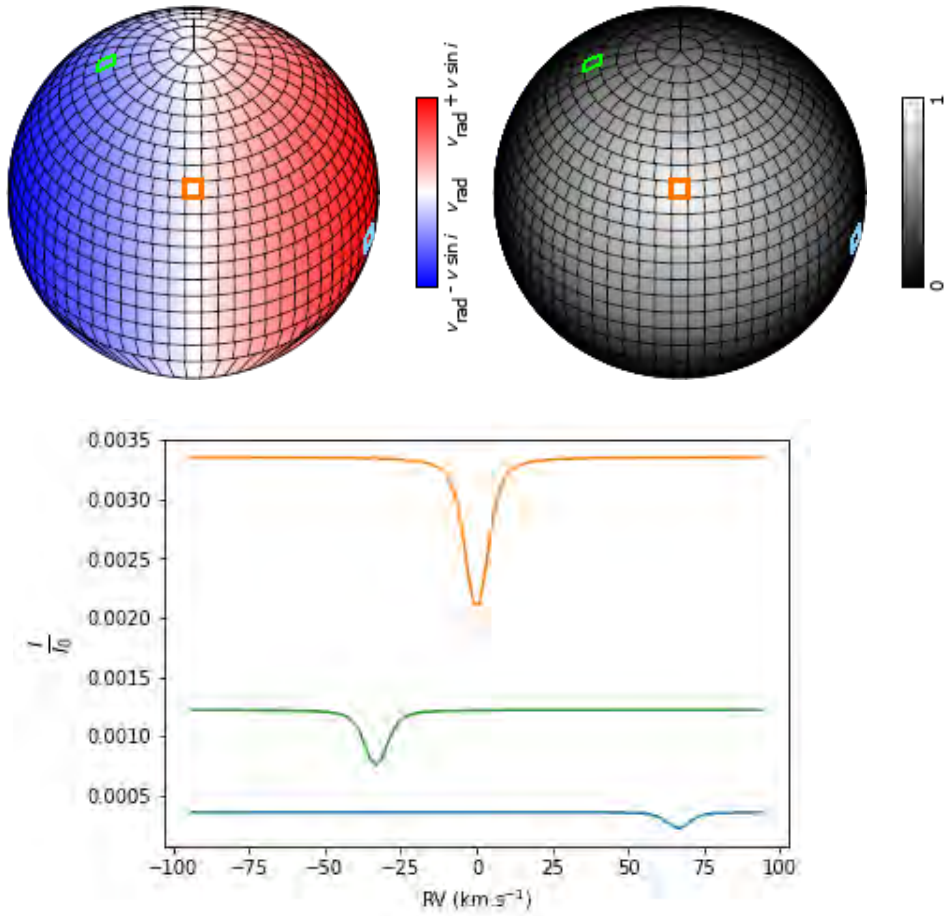 v_rad - v sin i
v_rad
v_rad + v sin i
0
1
0.0035
0.0030
0.0025
0.0020
0.0015
0.0010
0.0005
I
I_0
−100 −75 −50 −25 0 25 50 75 100
RV (km.s⁻¹)